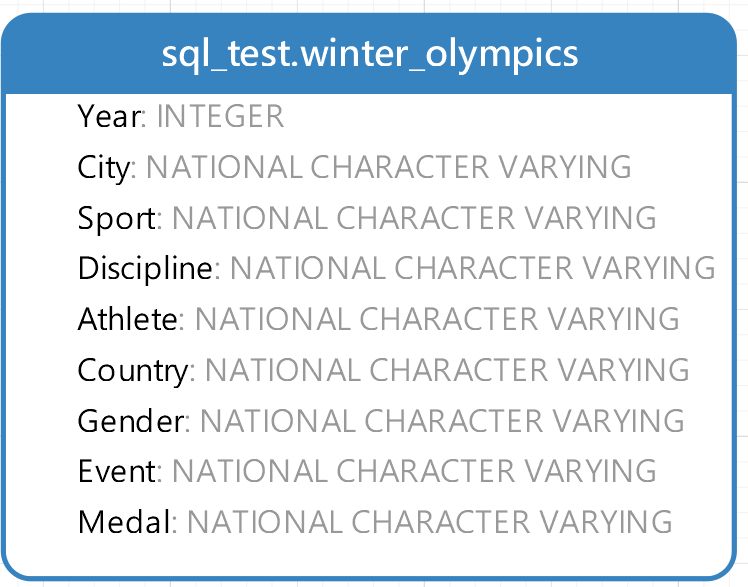 sql_test.winter_olympics
Year: INTEGER
City: NATIONAL CHARACTER VARYING
Sport: NATIONAL CHARACTER VARYING
Discipline: NATIONAL CHARACTER VARYING
Athlete: NATIONAL CHARACTER VARYING
Country: NATIONAL CHARACTER VARYING
Gender: NATIONAL CHARACTER VARYING
Event: NATIONAL CHARACTER VARYING
Medal: NATIONAL CHARACTER VARYING